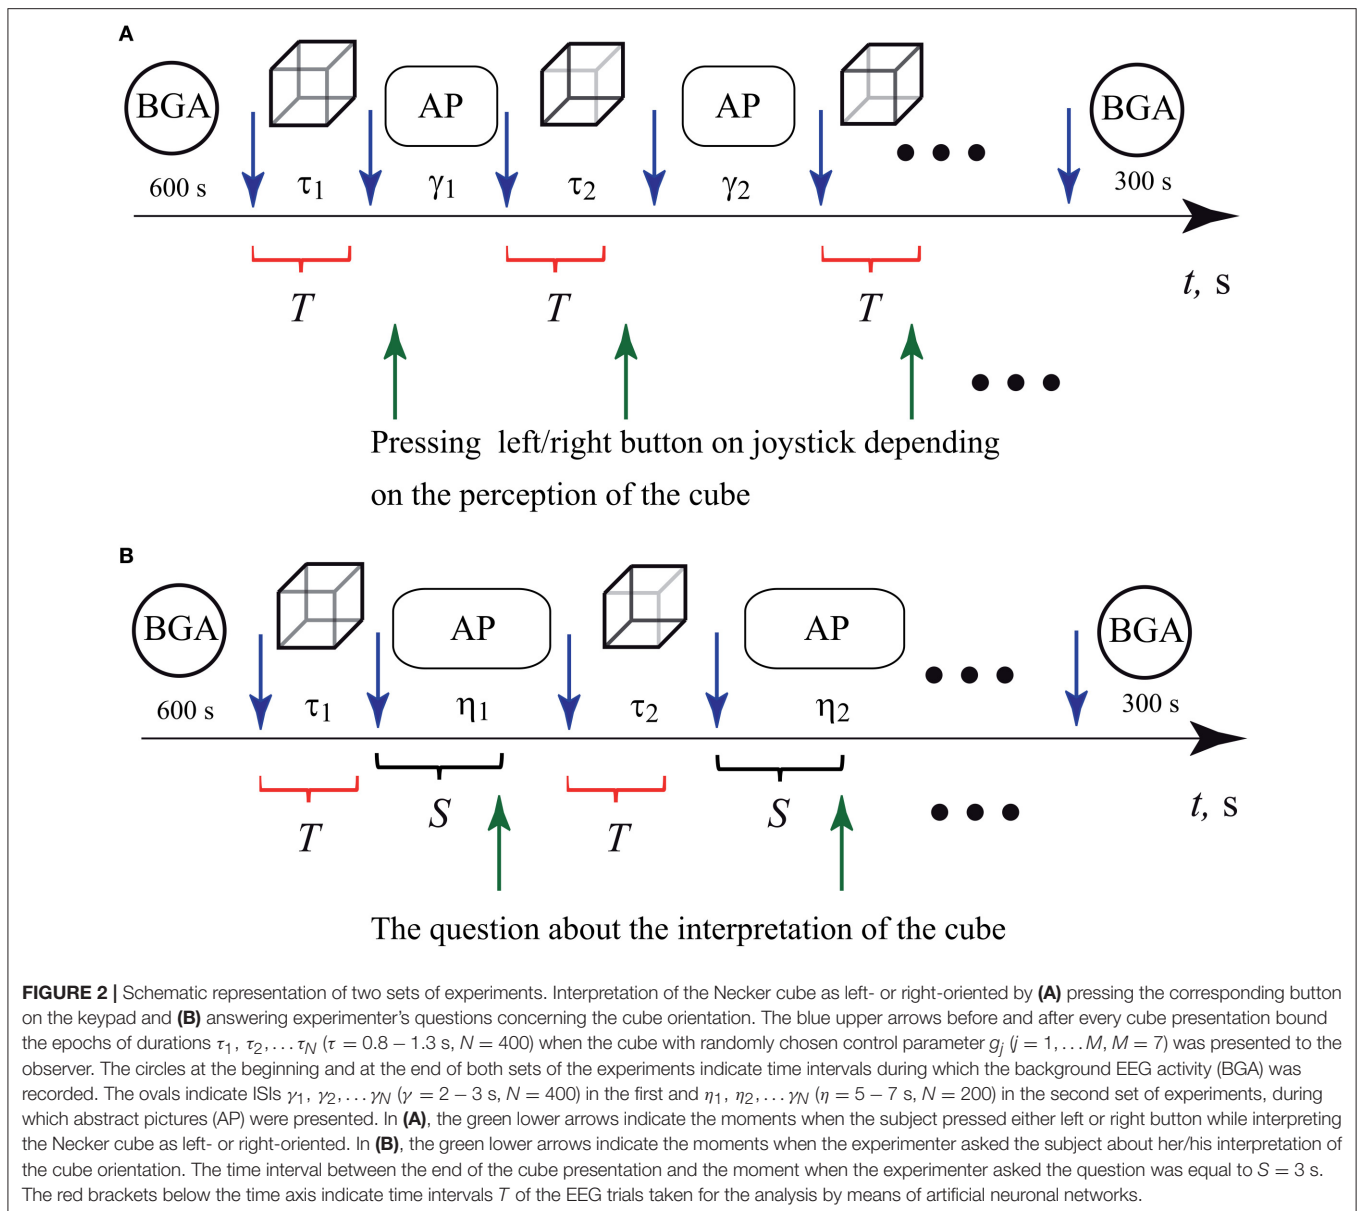 A
BGA AP AP BGA
600 s τ1 γ1 τ2 γ2 300 s
t, s
T T T
Pressing left/right button on joystick depending
on the perception of the cube
B
BGA AP AP BGA
600 s τ1 η1 τ2 η2 300 s
t, s
T S T S
The question about the interpretation of the cube
FIGURE 2 | Schematic representation of two sets of experiments. Interpretation of the Necker cube as left- or right-oriented by (A) pressing the corresponding button
on the keypad and (B) answering experimenter's questions concerning the cube orientation. The blue upper arrows before and after every cube presentation bound
the epochs of durations τ1, τ2, . . . τN (τ = 0.8 – 1.3 s, N = 400) when the cube with randomly chosen control parameter gj (j = 1, . . . M, M = 7) was presented to the
observer. The circles at the beginning and at the end of both sets of the experiments indicate time intervals during which the background EEG activity (BGA) was
recorded. The ovals indicate ISIs γ1, γ2, . . . γN (γ = 2 – 3 s, N = 400) in the first and η1, η2, . . . γN (η = 5 – 7 s, N = 200) in the second set of experiments, during
which abstract pictures (AP) were presented. In (A), the green lower arrows indicate the moments when the subject pressed either left or right button while interpreting
the Necker cube as left- or right-oriented. In (B), the green lower arrows indicate the moments when the experimenter asked the subject about her/his interpretation of
the cube orientation. The time interval between the end of the cube presentation and the moment when the experimenter asked the question was equal to S = 3 s.
The red brackets below the time axis indicate time intervals T of the EEG trials taken for the analysis by means of artificial neuronal networks.